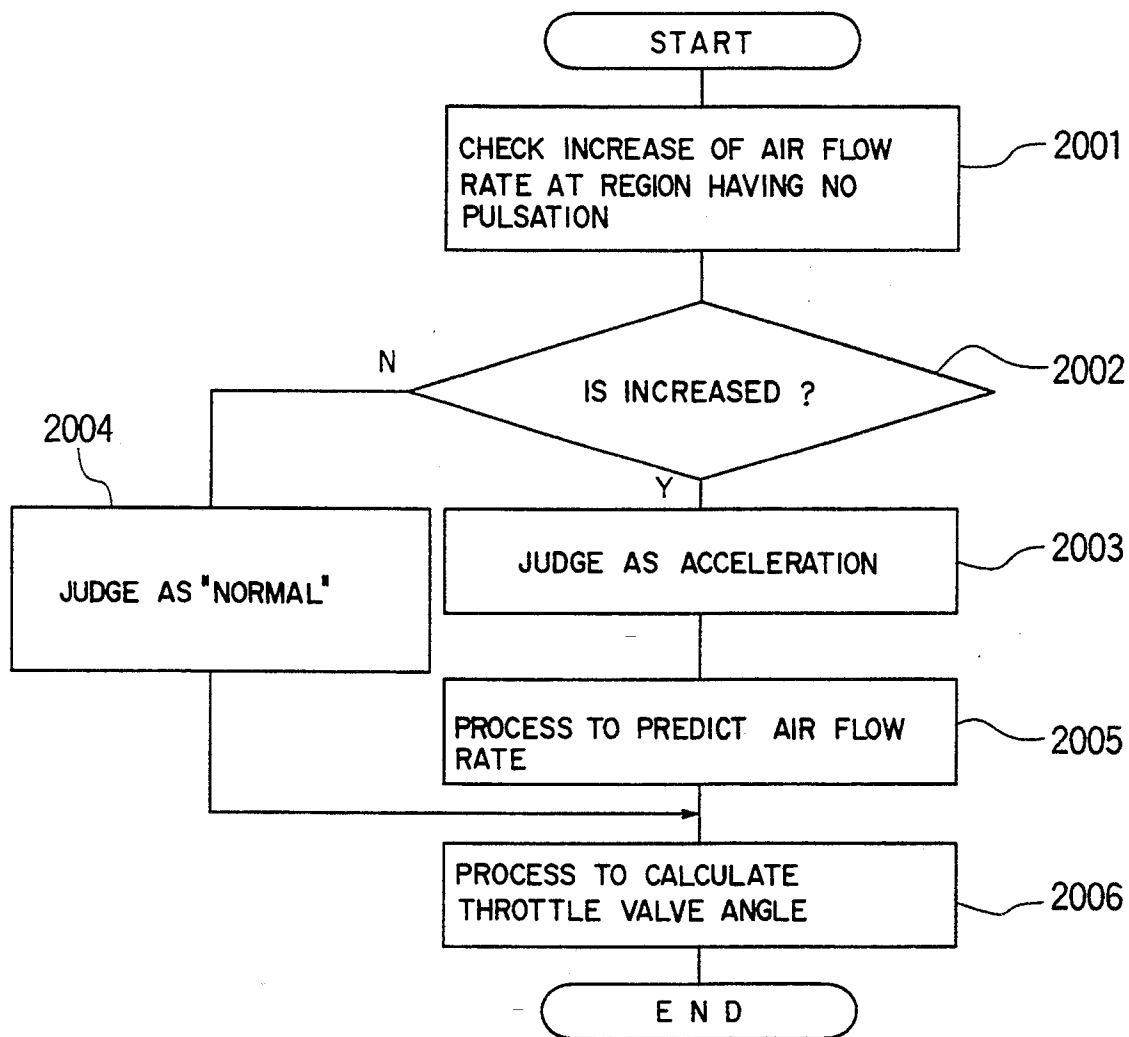 START
CHECK INCREASE OF AIR FLOW
RATE AT REGION HAVING NO
PULSATION
2001
IS INCREASED ?
2002
N
Y
2004
JUDGE AS "NORMAL"
JUDGE AS ACCELERATION
2003
PROCESS TO PREDICT AIR FLOW
RATE
2005
PROCESS TO CALCULATE
THROTTLE VALVE ANGLE
2006
END